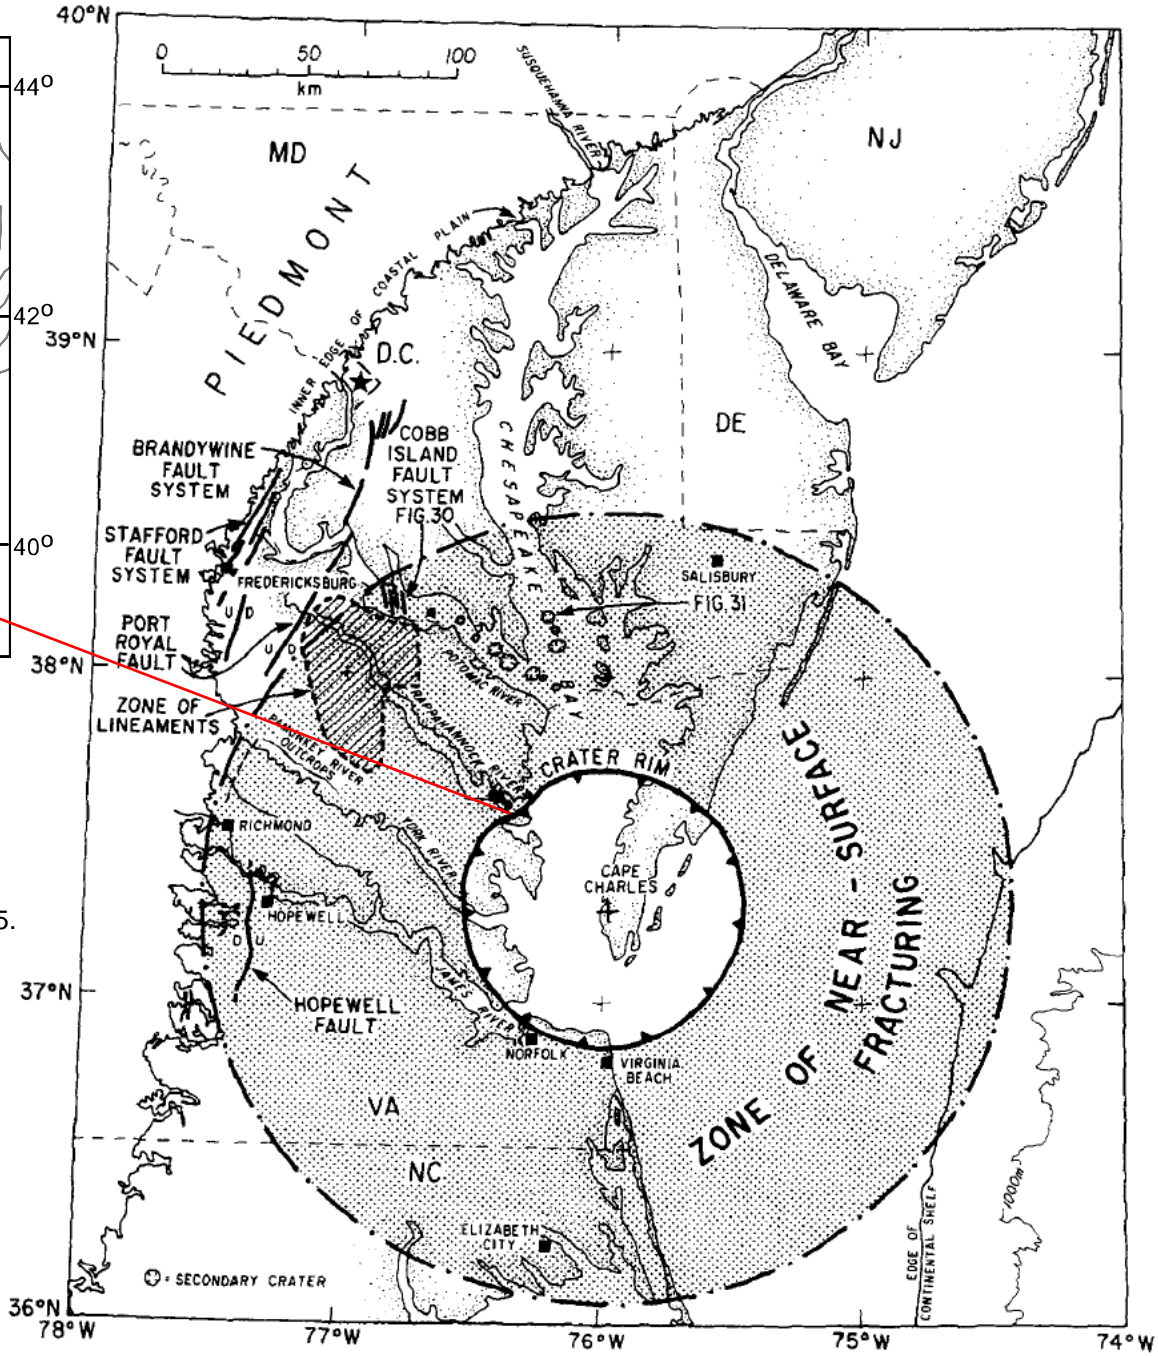 40°N
44°
0 50 100
km
SUSQUEHANNA RIVER
MD
NJ
PIEDMONT
INNER EDGE OF COASTAL PLAIN
DELAWARE BAY
42°
39°N
D.C.
DE
CHESAPEAKE BAY
BRANDYWINE
FAULT
SYSTEM
COBB
ISLAND
FAULT
SYSTEM
FIG.30
STAFFORD
FAULT
SYSTEM
40°
FREDERICKSBURG
SALISBURY
FIG.31
U D
PORT
ROYAL
FAULT
U D
38°N
POTOMAC RIVER
ZONE OF
LINEAMENTS
RAPPAHANNOCK RIVER
PAMUNKEY RIVER
OUTCROPS
CRATER RIM
RICHMOND
YORK RIVER
CAPE
CHARLES
ZONE OF NEAR-SURFACE
FRACTURING
HOPEWELL
5.
D U
JAMES RIVER
37°N
HOPEWELL
FAULT
NORFOLK
VIRGINIA
BEACH
VA
NC
1000m
ELIZABETH
CITY
EDGE OF
CONTINENTAL SHELF
= SECONDARY CRATER
36°N
78°W 77°W 76°W 75°W 74°W